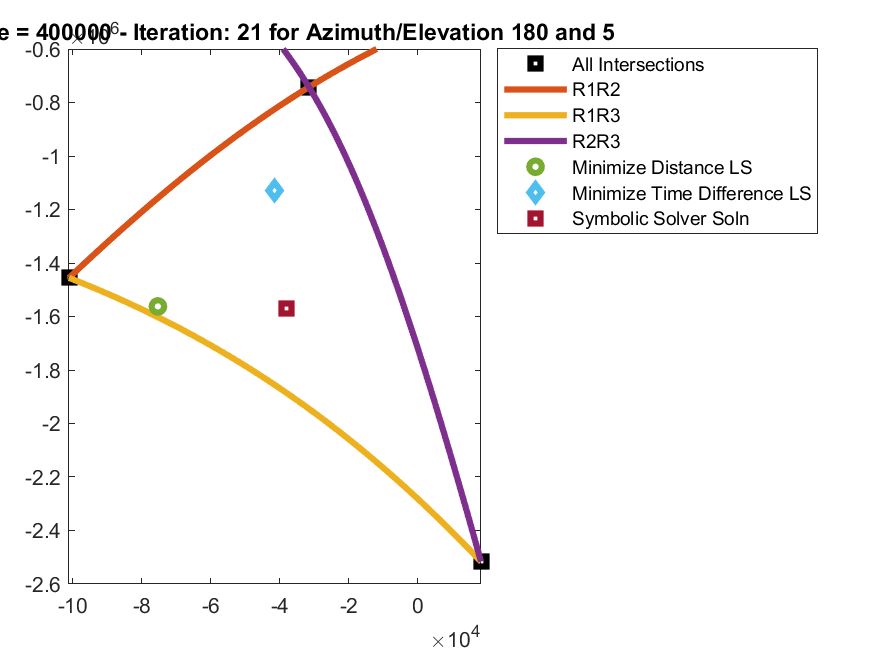 e = 400000 - Iteration: 21 for Azimuth/Elevation 180 and 5
×10^6
-0.6
-0.8
-1
-1.2
-1.4
-1.6
-1.8
-2
-2.2
-2.4
-2.6
-10
-8
-6
-4
-2
0
×10^4
All Intersections
R1R2
R1R3
R2R3
Minimize Distance LS
Minimize Time Difference LS
Symbolic Solver Soln